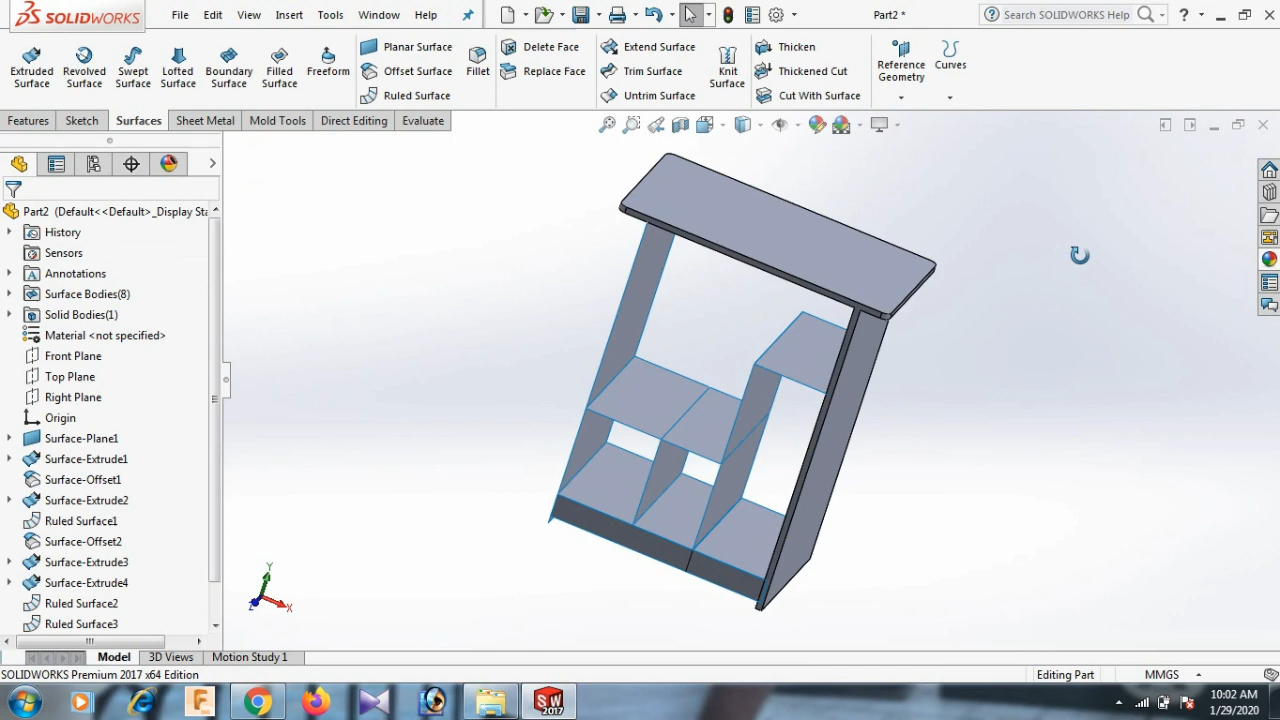 SOLIDWORKS File Edit View Insert Tools Window Help Part2 * Search SOLIDWORKS Help ?
Extruded Surface
Revolved Surface
Swept Surface
Lofted Surface
Boundary Surface
Filled Surface
Freeform
Planar Surface
Offset Surface
Ruled Surface
Fillet
Delete Face
Replace Face
Extend Surface
Trim Surface
Untrim Surface
Knit Surface
Thicken
Thickened Cut
Cut With Surface
Reference Geometry
Curves
Features Sketch Surfaces Sheet Metal Mold Tools Direct Editing Evaluate
Part2 (Default<<Default>_Display Sta
History
Sensors
Annotations
Surface Bodies(8)
Solid Bodies(1)
Material <not specified>
Front Plane
Top Plane
Right Plane
Origin
Surface-Plane1
Surface-Extrude1
Surface-Offset1
Surface-Extrude2
Ruled Surface1
Surface-Offset2
Surface-Extrude3
Surface-Extrude4
Ruled Surface2
Ruled Surface3
Y
X
Z
Model 3D Views Motion Study 1
SOLIDWORKS Premium 2017 x64 Edition Editing Part MMGS
SW 2017
10:02 AM
1/29/2020